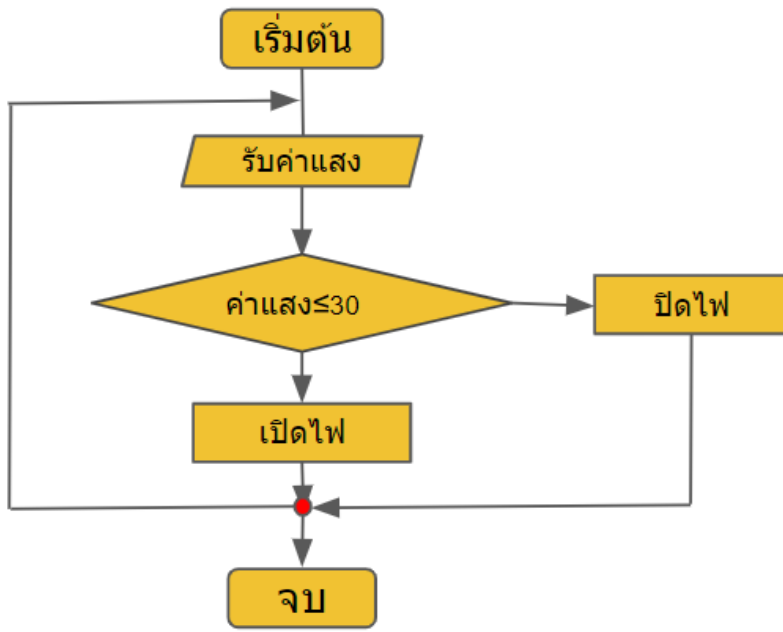 เริ่มต้น
รับค่าแสง
ค่าแสง≤30
ปิดไฟ
เปิดไฟ
จบ